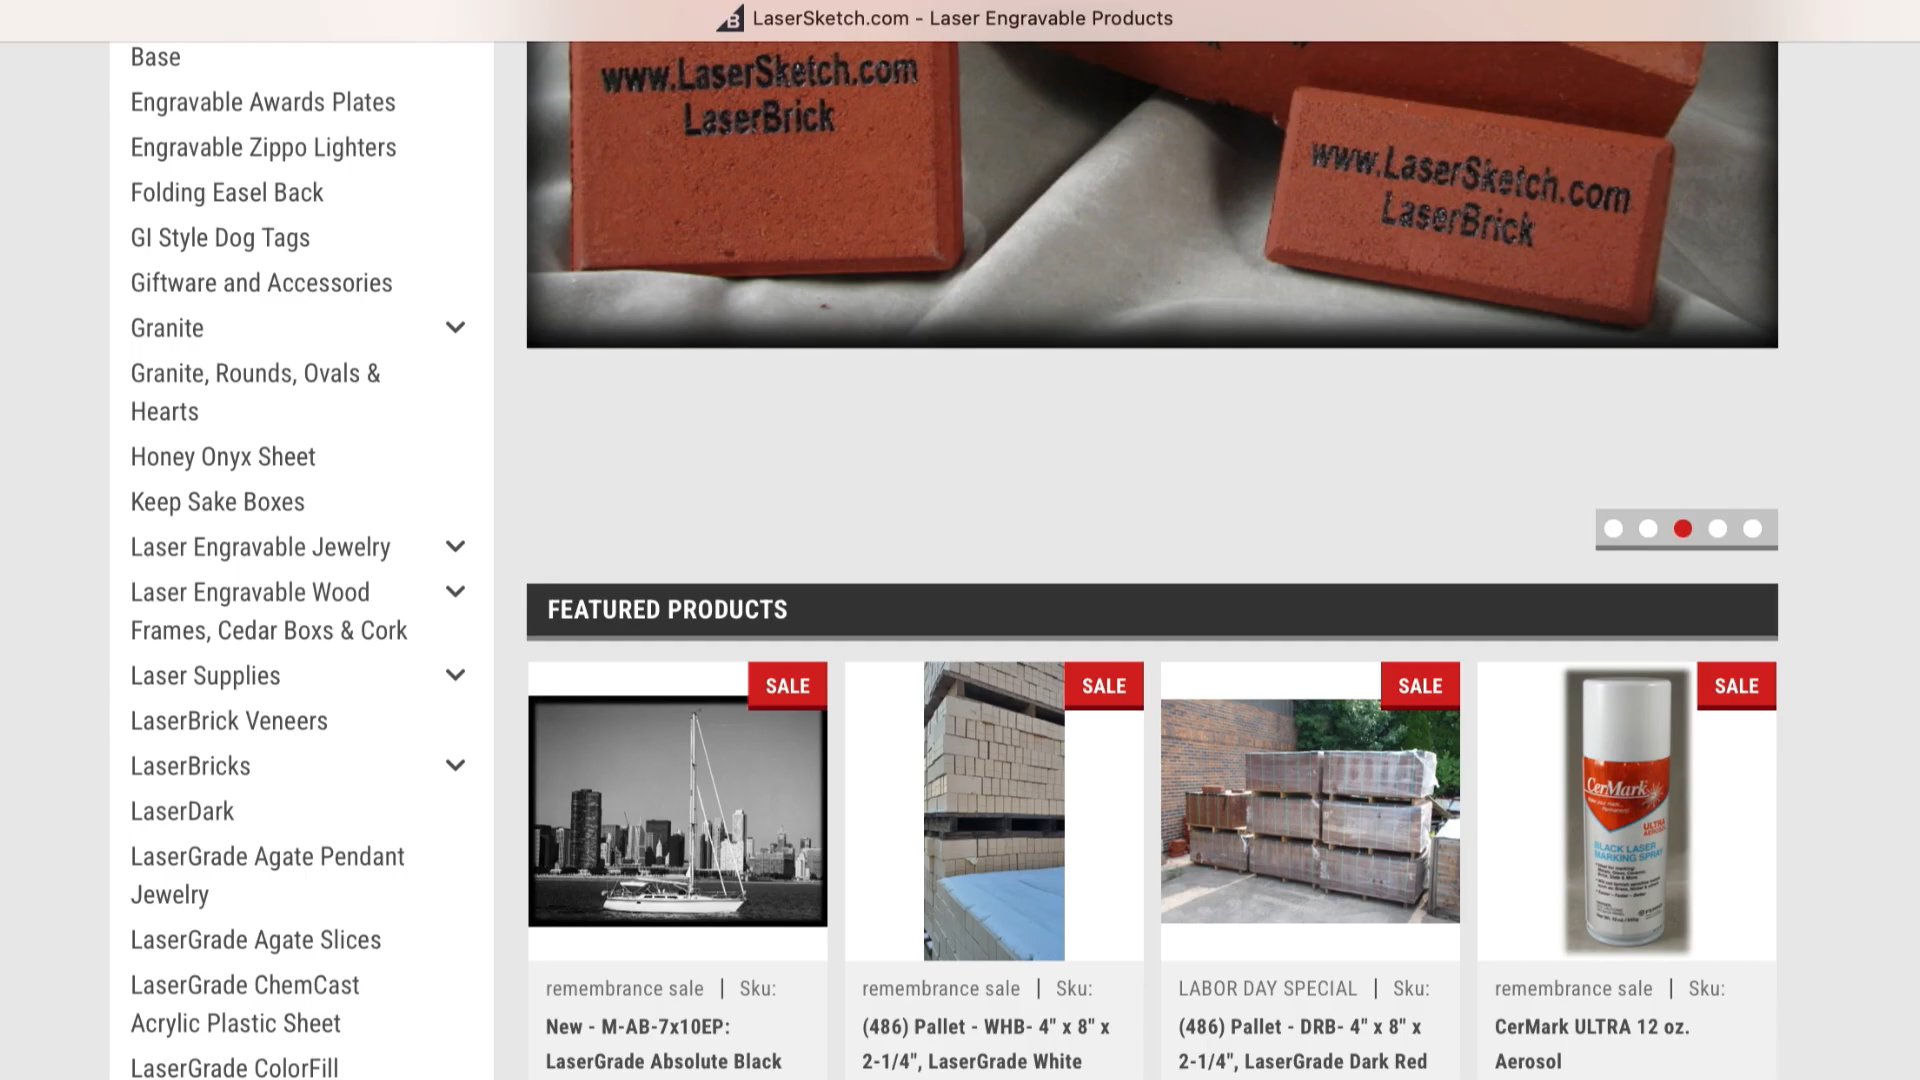 LaserSketch.com - Laser Engravable Products
Base
Engravable Awards Plates
Engravable Zippo Lighters
Folding Easel Back
GI Style Dog Tags
Giftware and Accessories
Granite
Granite, Rounds, Ovals &
Hearts
Honey Onyx Sheet
Keep Sake Boxes
Laser Engravable Jewelry
Laser Engravable Wood
Frames, Cedar Boxs & Cork
Laser Supplies
LaserBrick Veneers
LaserBricks
LaserDark
LaserGrade Agate Pendant
Jewelry
LaserGrade Agate Slices
LaserGrade ChemCast
Acrylic Plastic Sheet
LaserGrade ColorFill
www.LaserSketch.com
LaserBrick
www.LaserSketch.com
LaserBrick
FEATURED PRODUCTS
SALE
remembrance sale | Sku:
New - M-AB-7x10EP:
LaserGrade Absolute Black
SALE
remembrance sale | Sku:
(486) Pallet - WHB- 4" x 8" x
2-1/4", LaserGrade White
SALE
LABOR DAY SPECIAL | Sku:
(486) Pallet - DRB- 4" x 8" x
2-1/4", LaserGrade Dark Red
SALE
CerMark
ULTRA
BLACK LASER
MARKING SPRAY
remembrance sale | Sku:
CerMark ULTRA 12 oz.
Aerosol